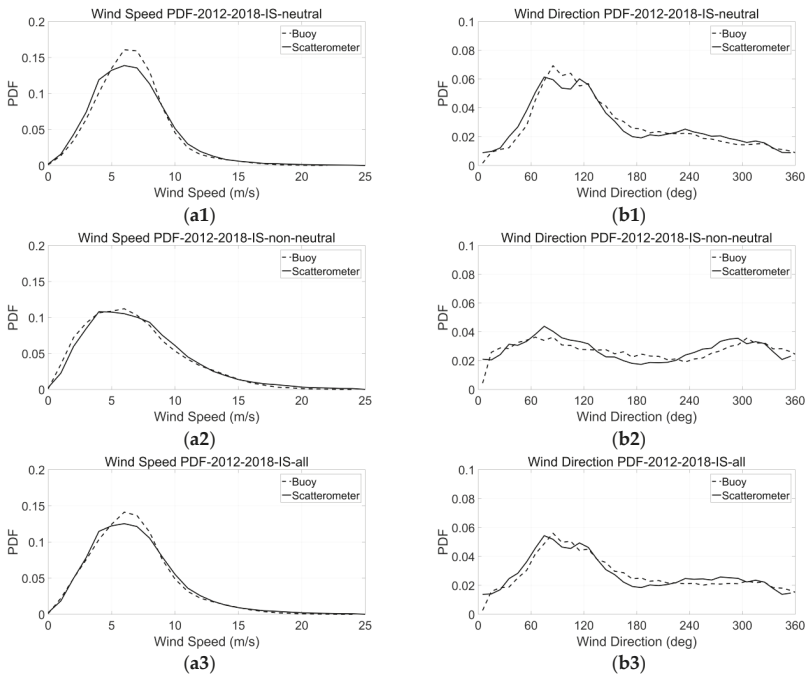 Wind Speed PDF-2012-2018-IS-neutral
0.2
0.15
0.1
0.05
0
PDF
Buoy
Scatterometer
0 5 10 15 20 25
Wind Speed (m/s)
(a1)
Wind Direction PDF-2012-2018-IS-neutral
0.1
0.08
0.06
0.04
0.02
0
PDF
Buoy
Scatterometer
0 60 120 180 240 300 360
Wind Direction (deg)
(b1)
Wind Speed PDF-2012-2018-IS-non-neutral
0.2
0.15
0.1
0.05
0
PDF
Buoy
Scatterometer
0 5 10 15 20 25
Wind Speed (m/s)
(a2)
Wind Direction PDF-2012-2018-IS-non-neutral
0.1
0.08
0.06
0.04
0.02
0
PDF
Buoy
Scatterometer
0 60 120 180 240 300 360
Wind Direction (deg)
(b2)
Wind Speed PDF-2012-2018-IS-all
0.2
0.15
0.1
0.05
0
PDF
Buoy
Scatterometer
0 5 10 15 20 25
Wind Speed (m/s)
(a3)
Wind Direction PDF-2012-2018-IS-all
0.1
0.08
0.06
0.04
0.02
0
PDF
Buoy
Scatterometer
0 60 120 180 240 300 360
Wind Direction (deg)
(b3)